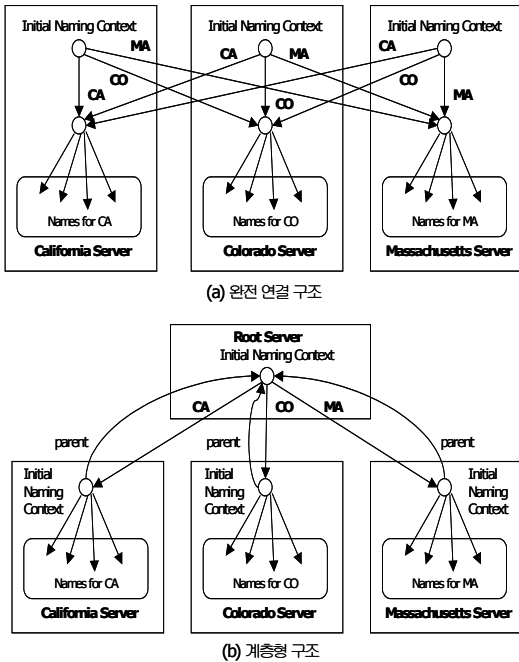 Initial Naming Context
Initial Naming Context
Initial Naming Context
MA
CA
MA
CA
CO
CO
CA
CO
MA
Names for CA
Names for CO
Names for MA
California Server
Colorado Server
Massachusetts Server
(a) 완전 연결 구조
Root Server
Initial Naming Context
CA
CO
MA
parent
parent
parent
Initial
Naming
Context
Initial
Naming
Context
Initial
Naming
Context
Names for CA
Names for CO
Names for MA
California Server
Colorado Server
Massachusetts Server
(b) 계층형 구조